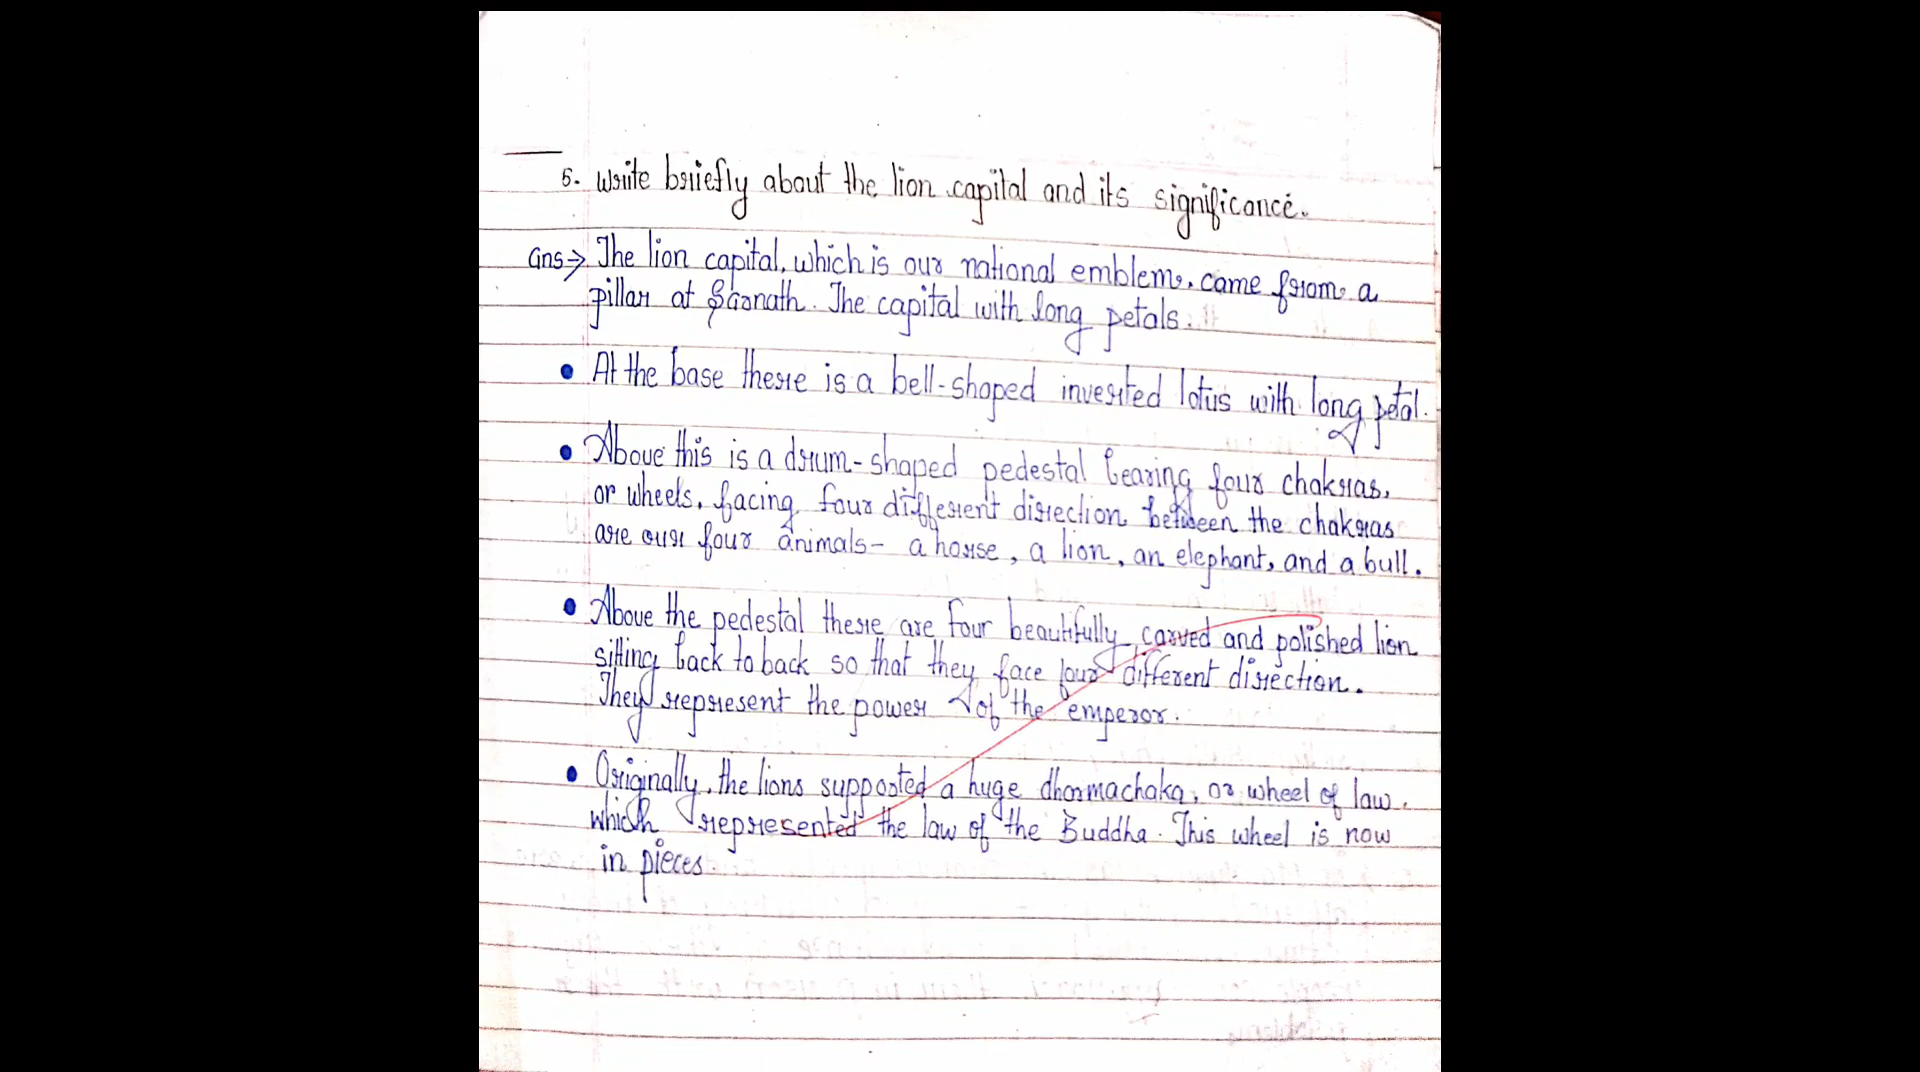 5. write briefly about the lion capital and its significance.
Ans⇒ The lion capital, which is our national emblem, came from a
pillar at Sarnath. The capital with long petals.
• At the base there is a bell-shaped inverted lotus with long petal.
• Above this is a drum-shaped pedestal bearing four chakras,
or wheels, facing four different direction between the chakras
are our four animals- a horse, a lion, an elephant, and a bull.
• Above the pedestal there are four beautifully carved and polished lion
sitting back to back so that they face four different direction.
They represent the power of the emperor.
• Originally, the lions supported a huge dharmachaka, or wheel of law,
which represented the law of the Buddha. This wheel is now
in pieces.